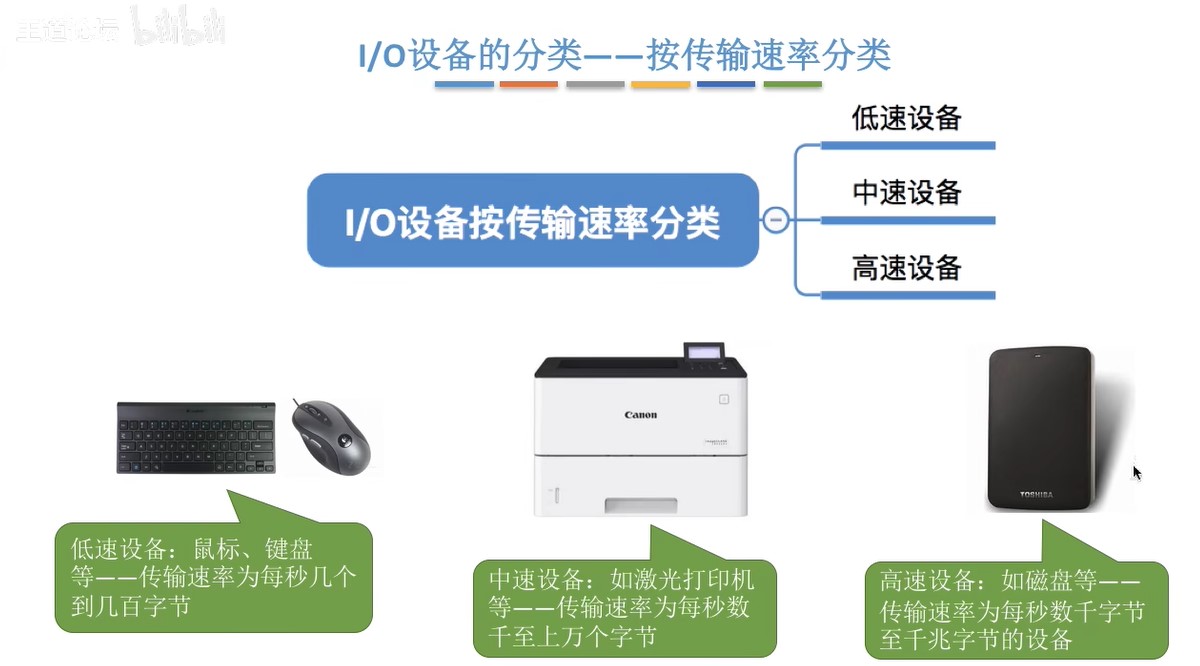 王道论坛 bilibili
I/O设备的分类——按传输速率分类
低速设备
中速设备
I/O设备按传输速率分类
高速设备
Canon
TOSHIBA
低速设备：鼠标、键盘
等——传输速率为每秒几个
到几百字节
中速设备：如激光打印机
等——传输速率为每秒数
千至上万个字节
高速设备：如磁盘等——
传输速率为每秒数千字节
至千兆字节的设备